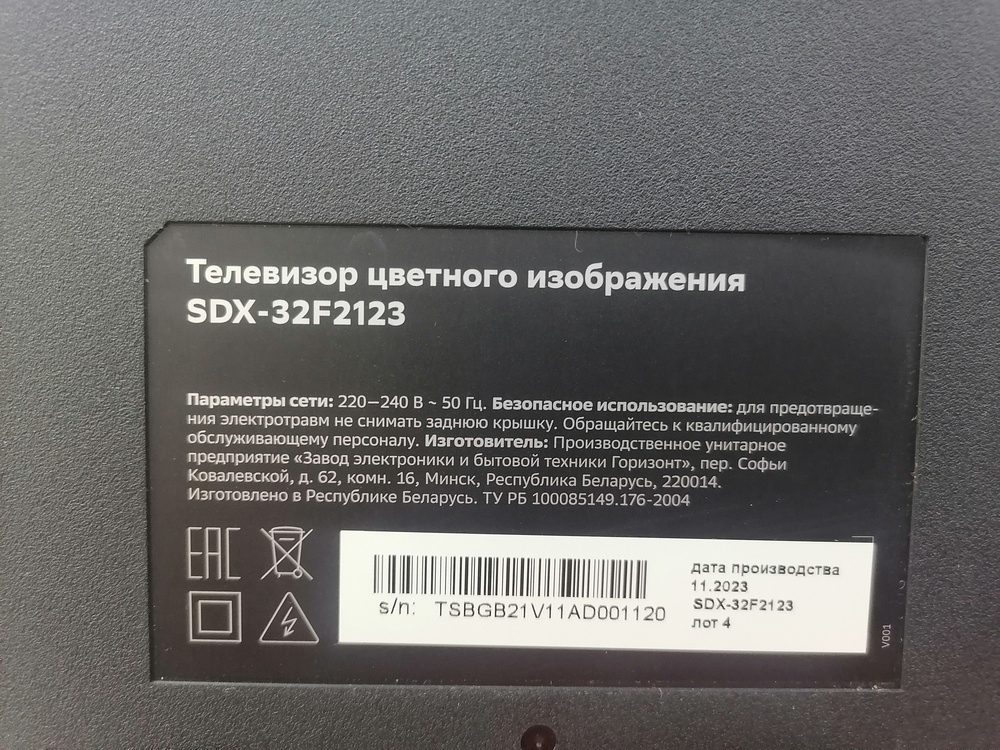 Телевизор цветного изображения
SDX-32F2123
Параметры сети: 220–240 В ~ 50 Гц. Безопасное использование: для предотвраще-
ния электротравм не снимать заднюю крышку. Обращайтесь к квалифицированному
обслуживающему персоналу. Изготовитель: Производственное унитарное
предприятие «Завод электроники и бытовой техники Горизонт», пер. Софьи
Ковалевской, д. 62, комн. 16, Минск, Республика Беларусь, 220014.
Изготовлено в Республике Беларусь. ТУ РБ 100085149.176-2004
EAC
s/n: TSBGB21V11AD001120
дата производства
11.2023
SDX-32F2123
лот 4
V001